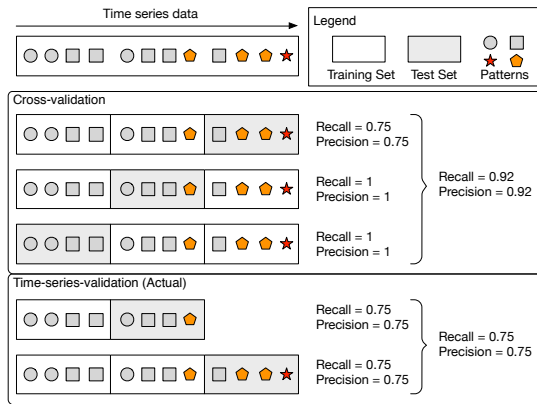 Time series data
Legend
Training Set
Test Set
Patterns
Cross-validation
Recall = 0.75
Precision = 0.75
Recall = 1
Precision = 1
Recall = 1
Precision = 1
Recall = 0.92
Precision = 0.92
Time-series-validation (Actual)
Recall = 0.75
Precision = 0.75
Recall = 0.75
Precision = 0.75
Recall = 0.75
Precision = 0.75